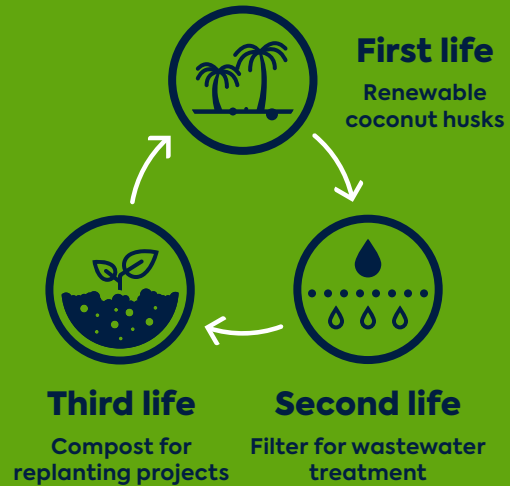 First life
Renewable
coconut husks
Third life
Compost for
replanting projects
Second life
Filter for wastewater
treatment